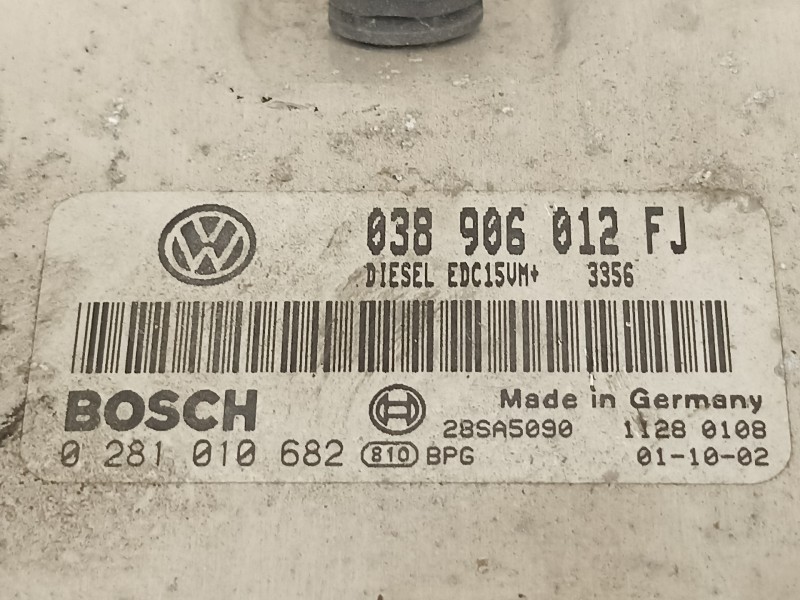 038 906 012 FJ
DIESEL EDC15VM+ 3356
BOSCH
Made in Germany
28SA5090 1128 0108
0 281 010 682 810 BPG 01-10-02